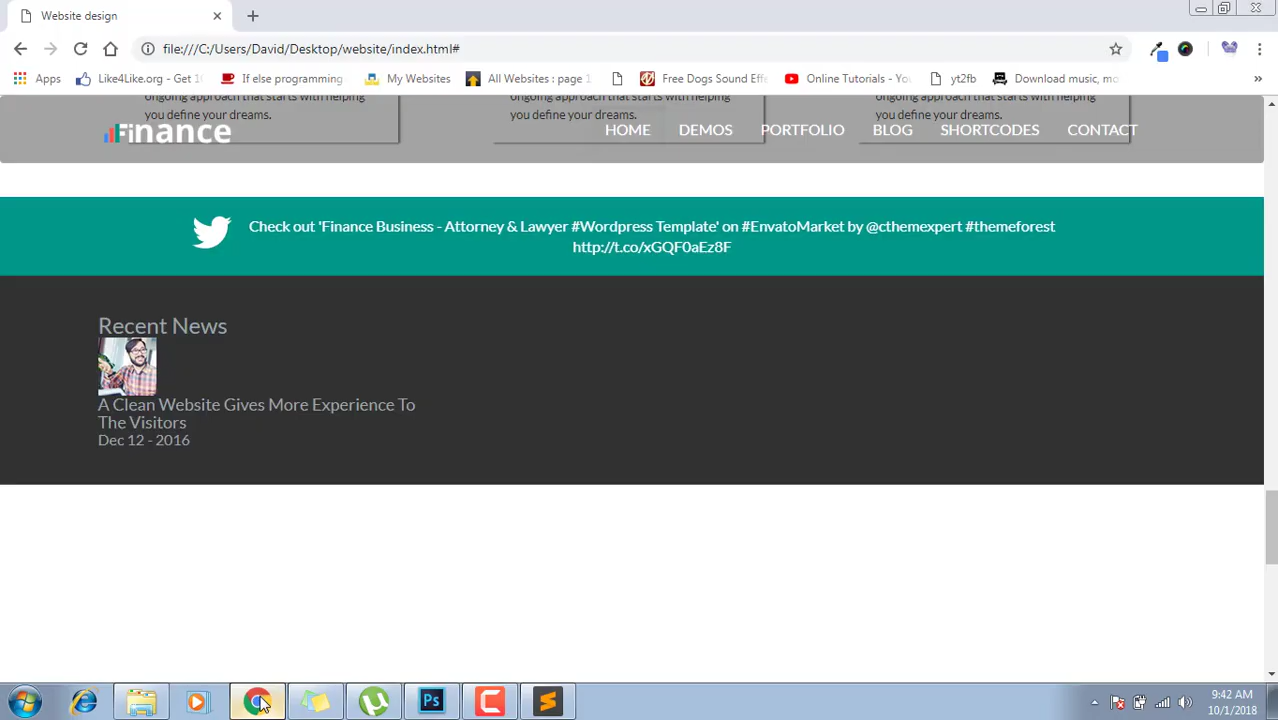 Website design
file:///C:/Users/David/Desktop/website/index.html#
Apps
Like4Like.org - Get 10
If else programming
My Websites
All Websites : page 1
Free Dogs Sound Effe
Online Tutorials - You
yt2fb
Download music, mo
»
ongoing approach that starts with helping
you define your dreams.
ongoing approach that starts with helping
you define your dreams.
ongoing approach that starts with helping
you define your dreams.
Finance
HOME
DEMOS
PORTFOLIO
BLOG
SHORTCODES
CONTACT
Check out 'Finance Business - Attorney & Lawyer #Wordpress Template' on #EnvatoMarket by @cthemexpert #themeforest
http://t.co/xGQF0aEz8F
Recent News
A Clean Website Gives More Experience To
The Visitors
Dec 12 - 2016
Ps
9:42 AM
10/1/2018